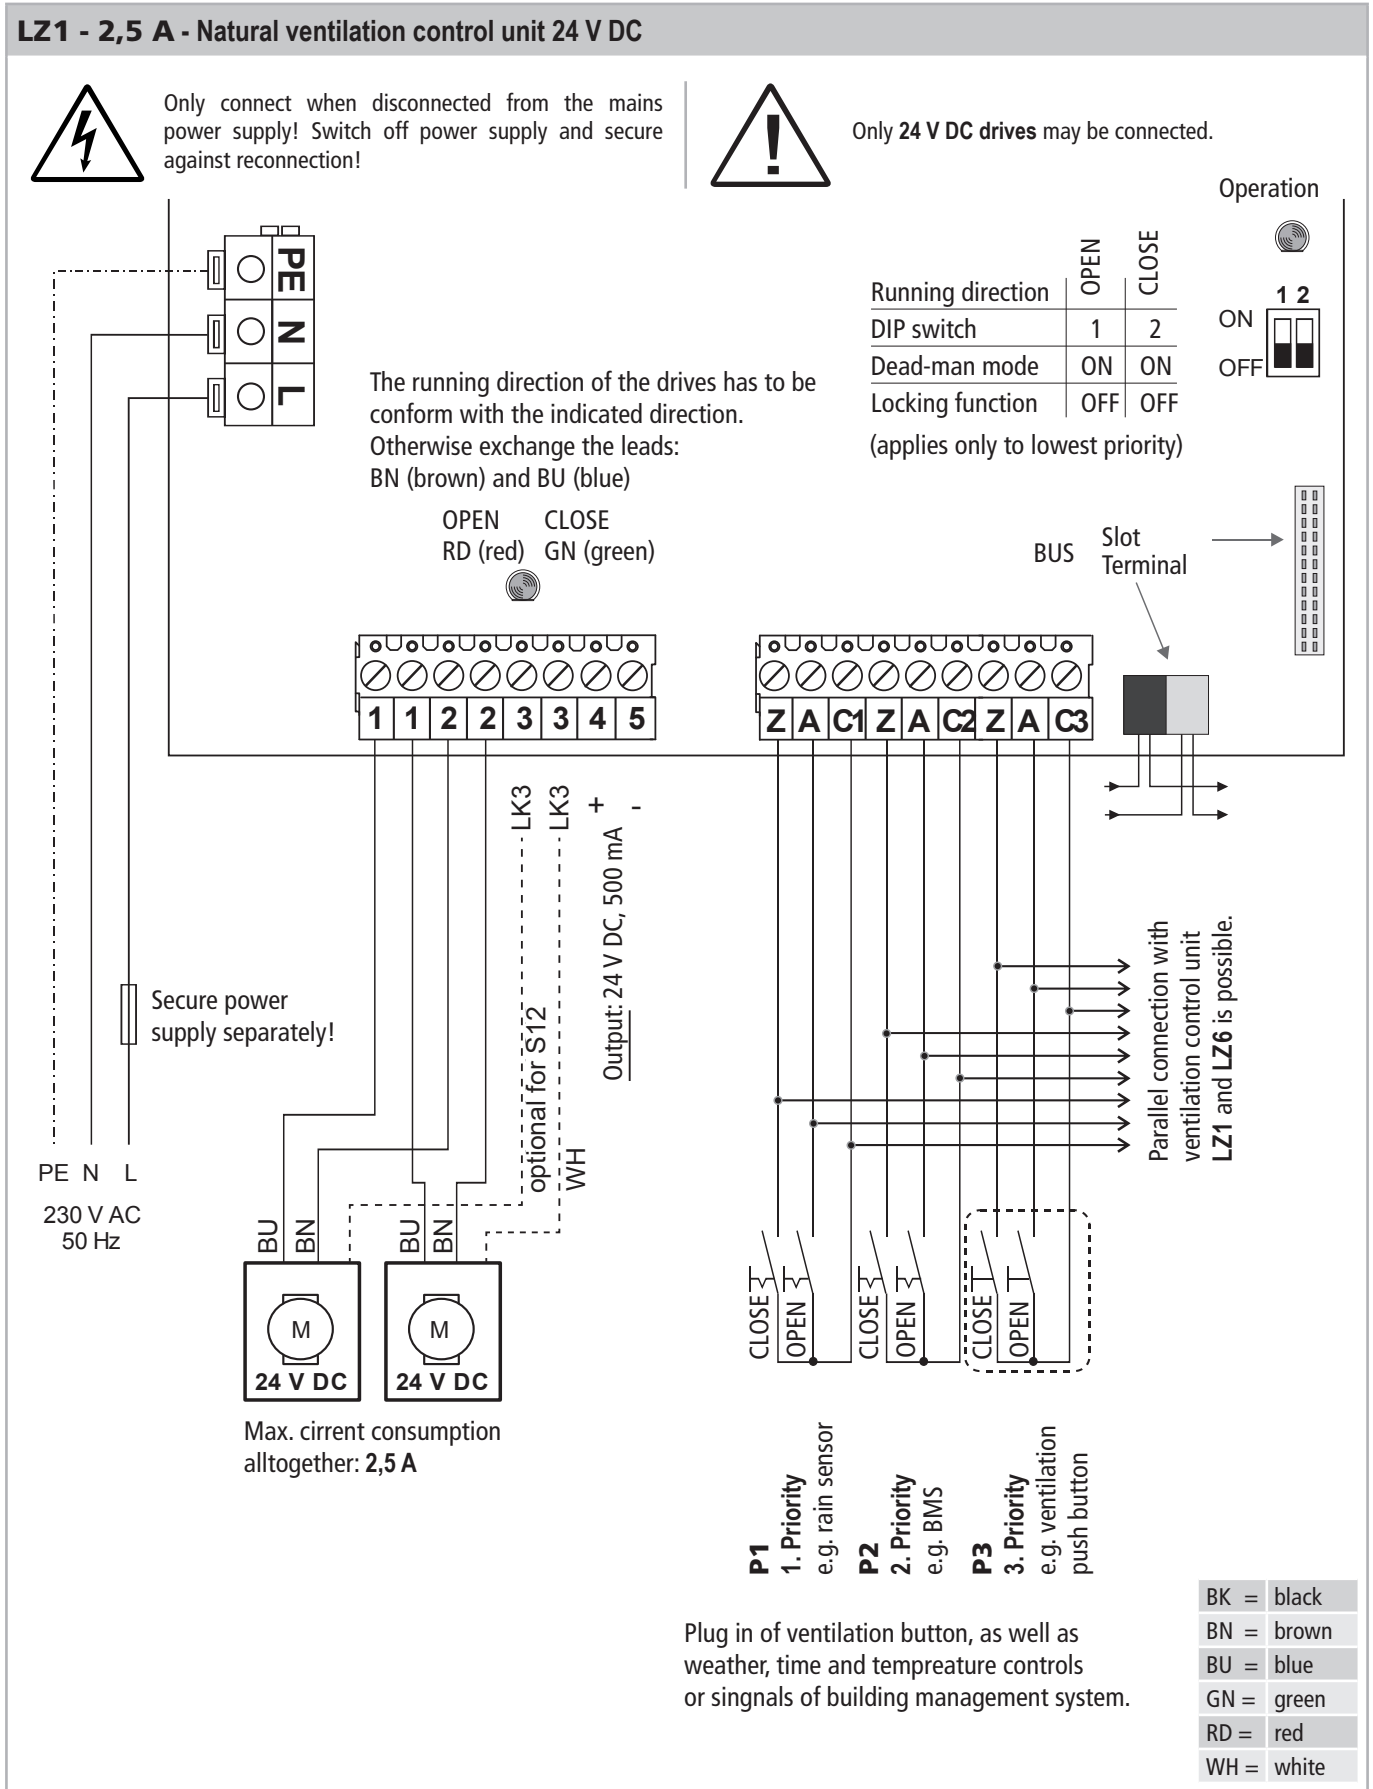 LZ1 - 2,5 A - Natural ventilation control unit 24 V DC
Only connect when disconnected from the mains
power supply! Switch off power supply and secure
against reconnection!
Only 24 V DC drives may be connected.
Operation
Running direction OPEN CLOSE
DIP switch 1 2
Dead-man mode ON ON
Locking function OFF OFF
(applies only to lowest priority)
1 2
ON
OFF
PE
N
L
The running direction of the drives has to be
conform with the indicated direction.
Otherwise exchange the leads:
BN (brown) and BU (blue)
OPEN CLOSE
RD (red) GN (green)
BUS
Slot
Terminal
1 1 2 2 3 3 4 5
Z A C1 Z A C2 Z A C3
LK3
LK3
+
-
optional for S12
WH
Output: 24 V DC, 500 mA
Parallel connection with
ventilation control unit
LZ1 and LZ6 is possible.
Secure power
supply separately!
PE N L
230 V AC
50 Hz
BU
BN
BU
BN
M
24 V DC
M
24 V DC
Max. cirrent consumption
alltogether: 2,5 A
CLOSE
OPEN
CLOSE
OPEN
CLOSE
OPEN
P1
1. Priority
e.g. rain sensor
P2
2. Priority
e.g. BMS
P3
3. Priority
e.g. ventilation
push button
Plug in of ventilation button, as well as
weather, time and tempreature controls
or singnals of building management system.
BK = black
BN = brown
BU = blue
GN = green
RD = red
WH = white